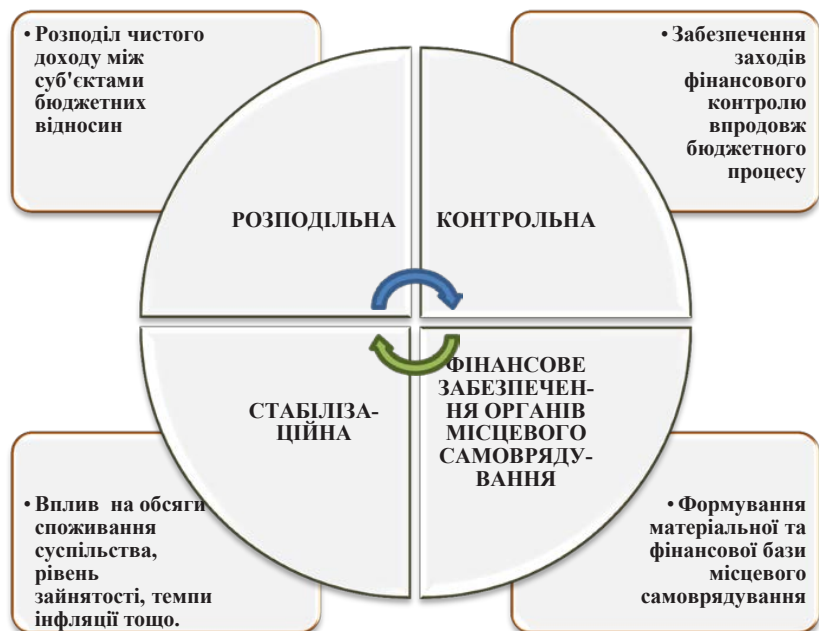 • Розподіл чистого
доходу між
суб'єктами
бюджетних
відносин
• Забезпечення
заходів
фінансового
контролю
впродовж
бюджетного
процесу
РОЗПОДІЛЬНА
КОНТРОЛЬНА
СТАБІЛІЗА-
ЦІЙНА
ФІНАНСОВЕ
ЗАБЕЗПЕЧЕН-
НЯ ОРГАНІВ
МІСЦЕВОГО
САМОВРЯДУ-
ВАННЯ
• Вплив на обсяги
споживання
суспільства,
рівень
зайнятості, темпи
інфляції тощо.
• Формування
матеріальної та
фінансової бази
місцевого
самоврядування